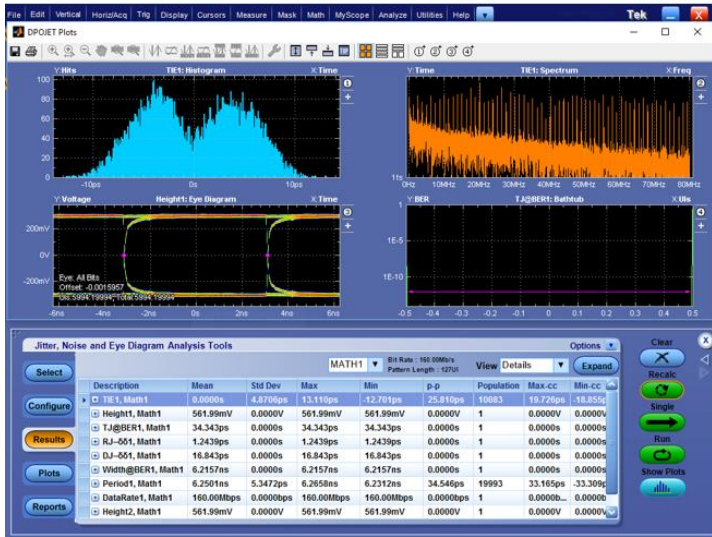 File Edit Vertical Horiz/Acq Trig Display Cursors Measure Mask Math MyScope Analyze Utilities Help Tek
DPOJET Plots
Y:Hits TIE1: Histogram X:Time
100
80
60
40
20
0
-10ps 0s 10ps
Y:Time TIE1: Spectrum X:Freq
1fs
0Hz 10MHz 20MHz 30MHz 40MHz 50MHz 60MHz 70MHz 80MHz
Y:Voltage Height1: Eye Diagram X:Time
200mV
0V
-200mV
Eye: All Bits
Offset: -0.0015957
UIs:5994:19994, Total:5994:19994
-6ns -4ns -2ns 0s 2ns 4ns 6ns
Y:BER TJ@BER1: Bathtub X:UIs
1
1E-5
1E-10
-0.5 -0.4 -0.3 -0.2 -0.1 0.0 0.1 0.2 0.3 0.4 0.5
Jitter, Noise and Eye Diagram Analysis Tools Options
MATH1 Bit Rate : 160.00Mb/s
Pattern Length : 127UI
View Details Expand
Select
Configure
Results
Plots
Reports
Description Mean Std Dev Max Min p-p Population Max-cc Min-cc
TIE1, Math1 0.0000s 4.8706ps 13.110ps -12.701ps 25.810ps 10083 19.726ps -18.855p
Height1, Math1 561.99mV 0.0000V 561.99mV 561.99mV 0.0000V 1 0.0000V 0.0000V
TJ@BER1, Math1 34.343ps 0.0000s 34.343ps 34.343ps 0.0000s 1 0.0000s 0.0000s
RJ–δδ1, Math1 1.2439ps 0.0000s 1.2439ps 1.2439ps 0.0000s 1 0.0000s 0.0000s
DJ–δδ1, Math1 16.843ps 0.0000s 16.843ps 16.843ps 0.0000s 1 0.0000s 0.0000s
Width@BER1, Math1 6.2157ns 0.0000s 6.2157ns 6.2157ns 0.0000s 1 0.0000s 0.0000s
Period1, Math1 6.2501ns 5.3472ps 6.2658ns 6.2312ns 34.546ps 19993 33.165ps -33.309p
DataRate1, Math1 160.00Mbps 0.0000bps 160.00Mbps 160.00Mbps 0.0000bps 1 0.0000b... 0.0000b
Height2, Math1 561.99mV 0.0000V 561.99mV 561.99mV 0.0000V 1 0.0000V 0.0000V
Clear
Recalc
Single
Run
Show Plots